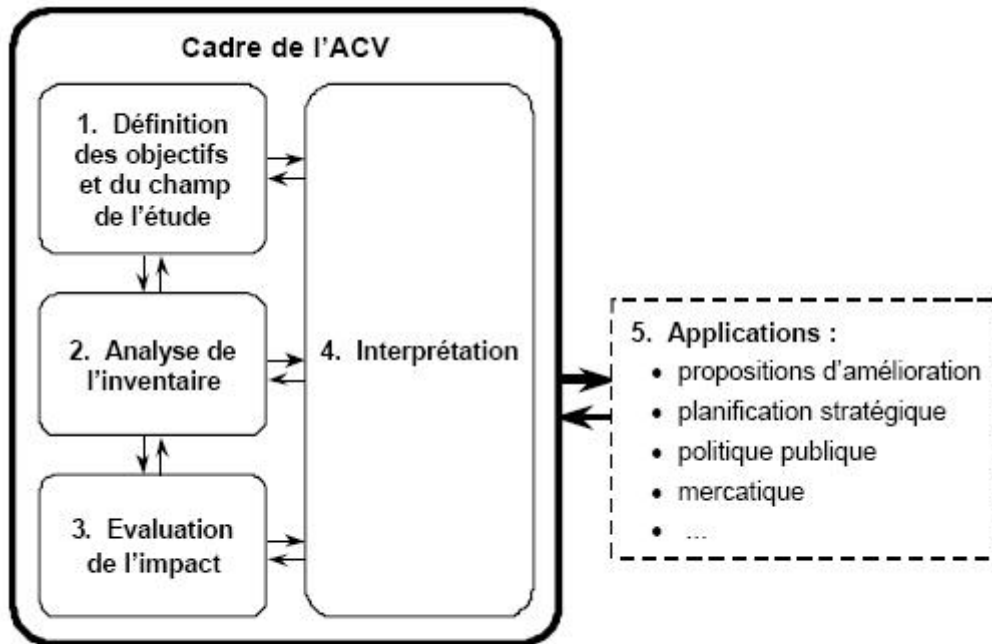 Cadre de l'ACV
1. Définition
des objectifs
et du champ
de l'étude
2. Analyse de
l'inventaire
3. Evaluation
de l'impact
4. Interprétation
5. Applications :
• propositions d'amélioration
• planification stratégique
• politique publique
• mercatique
• ...